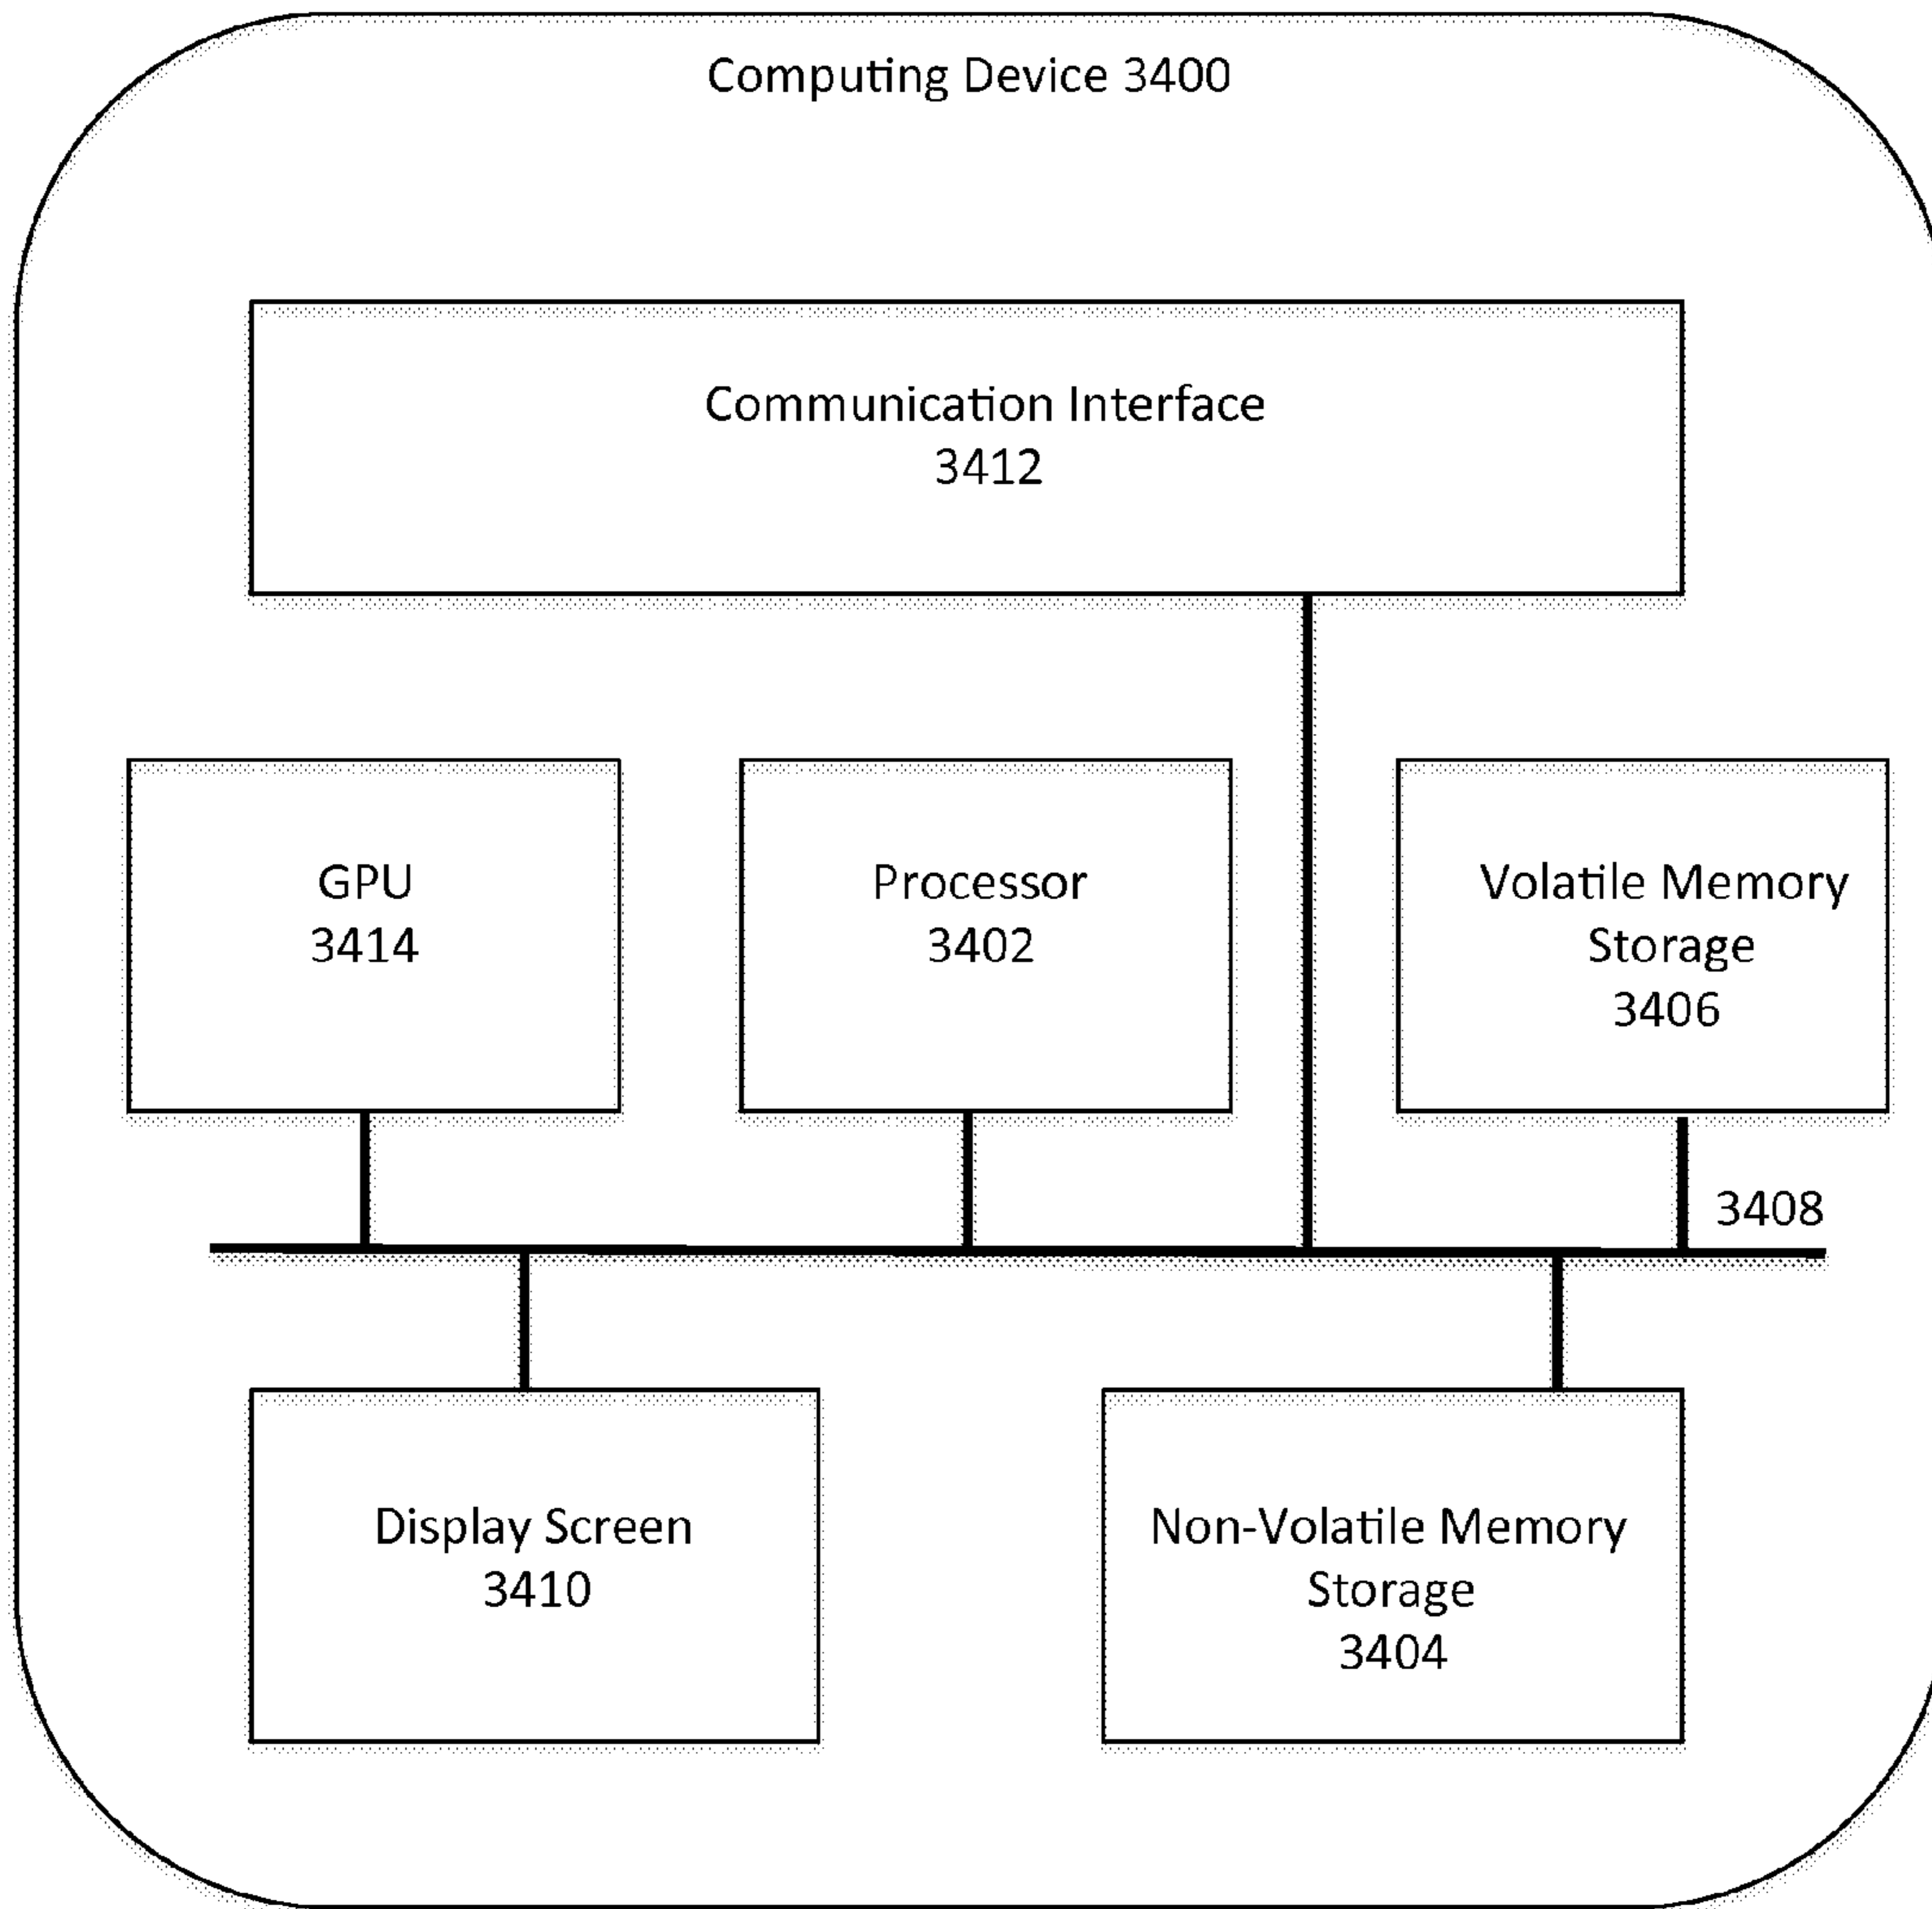 Computing Device 3400
Communication Interface
3412
GPU
3414
Processor
3402
Volatile Memory
Storage
3406
3408
Display Screen
3410
Non-Volatile Memory
Storage
3404